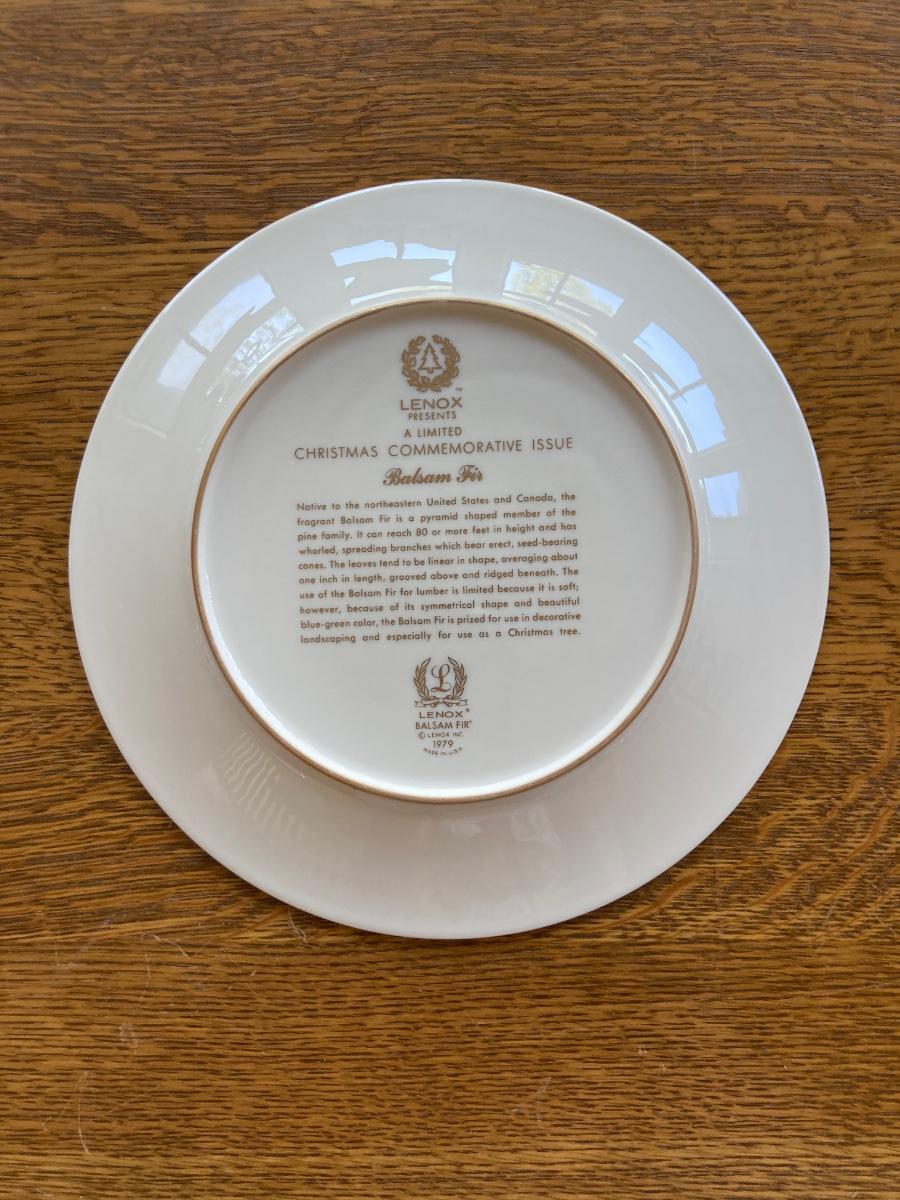 ™
LENOX
PRESENTS
A LIMITED
CHRISTMAS COMMEMORATIVE ISSUE
Balsam Fir
Native to the northeastern United States and Canada, the
fragrant Balsam Fir is a pyramid shaped member of the
pine family. It can reach 80 or more feet in height and has
whorled, spreading branches which bear erect, seed-bearing
cones. The leaves tend to be linear in shape, averaging about
one inch in length, grooved above and ridged beneath. The
use of the Balsam Fir for lumber is limited because it is soft;
however, because of its symmetrical shape and beautiful
blue-green color, the Balsam Fir is prized for use in decorative
landscaping and especially for use as a Christmas tree.
L
LENOX®
BALSAM FIR©
© LENOX INC.
1979
MADE IN U.S.A.